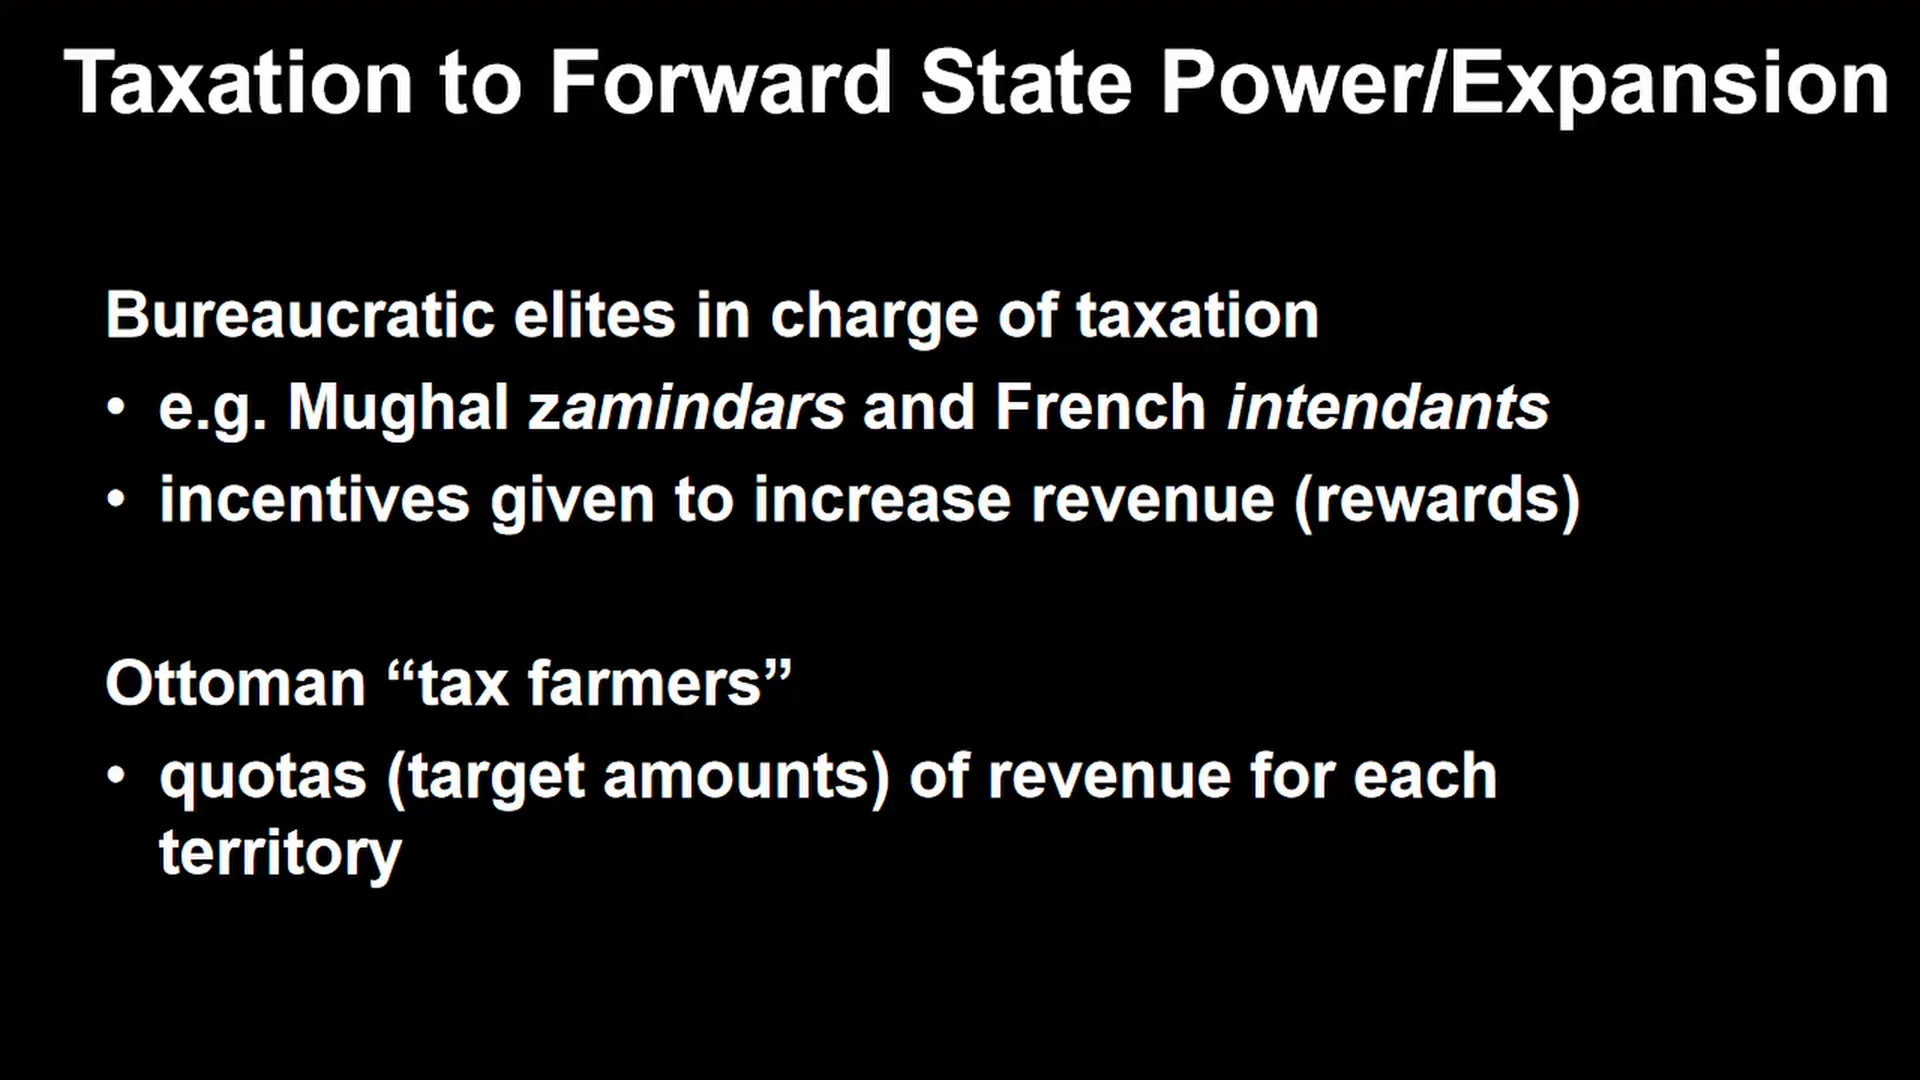 Taxation to Forward State Power/Expansion
Bureaucratic elites in charge of taxation
• e.g. Mughal zamindars and French intendants
• incentives given to increase revenue (rewards)
Ottoman “tax farmers”
• quotas (target amounts) of revenue for each
territory